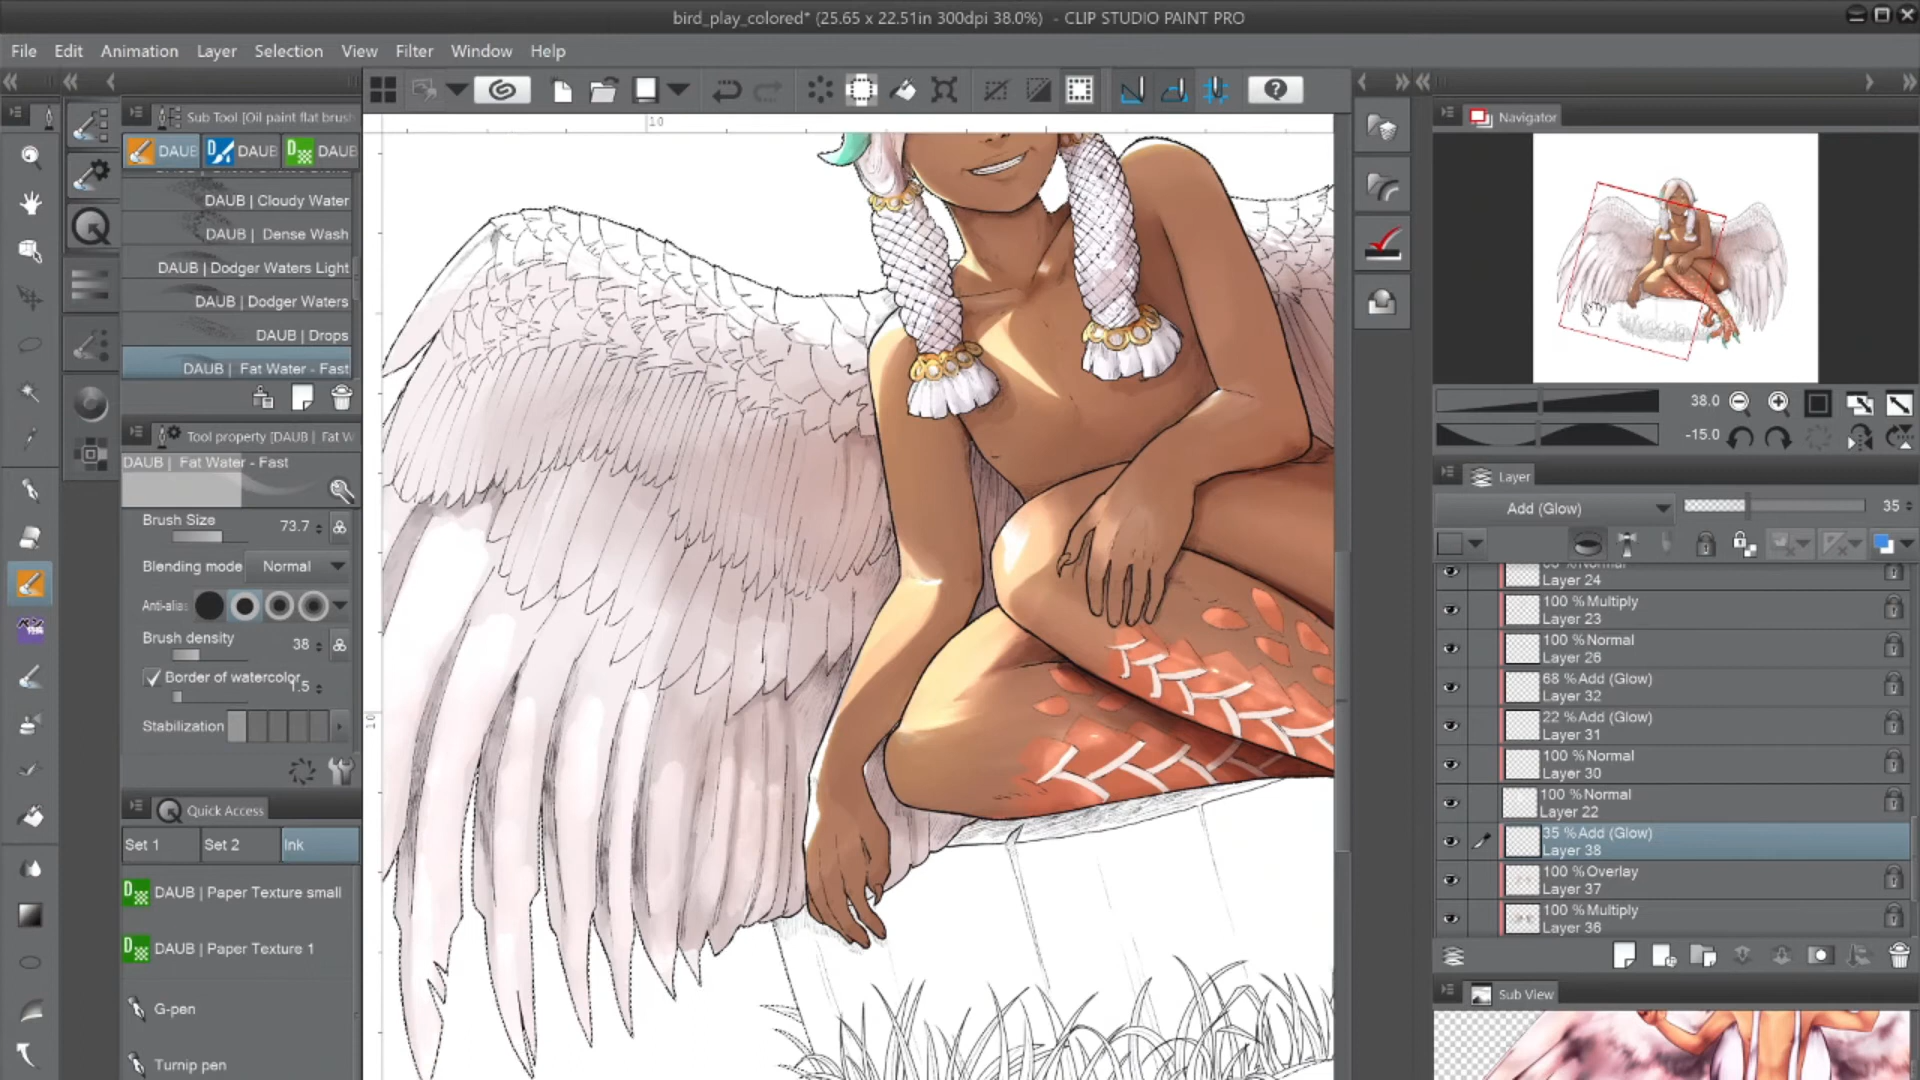 bird_play_colored* (25.65 x 22.51in 300dpi 38.0%) - CLIP STUDIO PAINT PRO
File Edit Animation Layer Selection View Filter Window Help
Sub Tool [Oil paint flat brush
DAUB DAUB DAUB
DAUB | Cloudy Water
DAUB | Dense Wash
DAUB | Dodger Waters Light
DAUB | Dodger Waters
DAUB | Drops
DAUB | Fat Water - Fast
Tool property [DAUB | Fat W
DAUB | Fat Water - Fast
Brush Size 73.7
Blending mode Normal
Anti-alias
Brush density 38
Border of watercolor 1.5
Stabilization
Quick Access
Set 1 Set 2 Ink
DAUB | Paper Texture small
DAUB | Paper Texture 1
G-pen
Turnip pen
10
10
Navigator
38.0
-15.0
Layer
Add (Glow) 35
Layer 24
100 % Multiply
Layer 23
100 % Normal
Layer 26
68 % Add (Glow)
Layer 32
22 % Add (Glow)
Layer 31
100 % Normal
Layer 30
100 % Normal
Layer 22
35 % Add (Glow)
Layer 38
100 % Overlay
Layer 37
100 % Multiply
Layer 36
Sub View